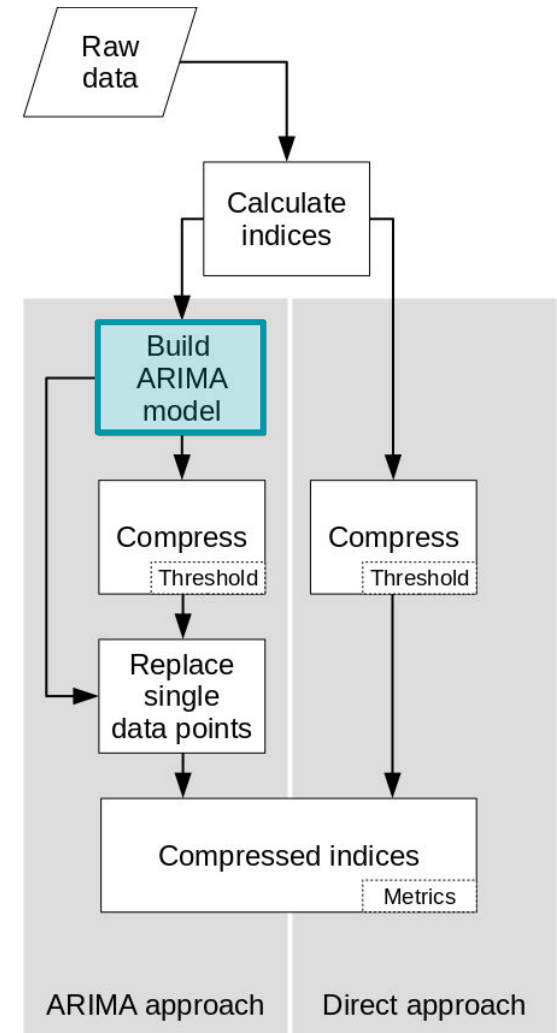 Raw
data
Calculate
indices
Build
ARIMA
model
Compress
Threshold
Compress
Threshold
Replace
single
data points
Compressed indices
Metrics
ARIMA approach
Direct approach